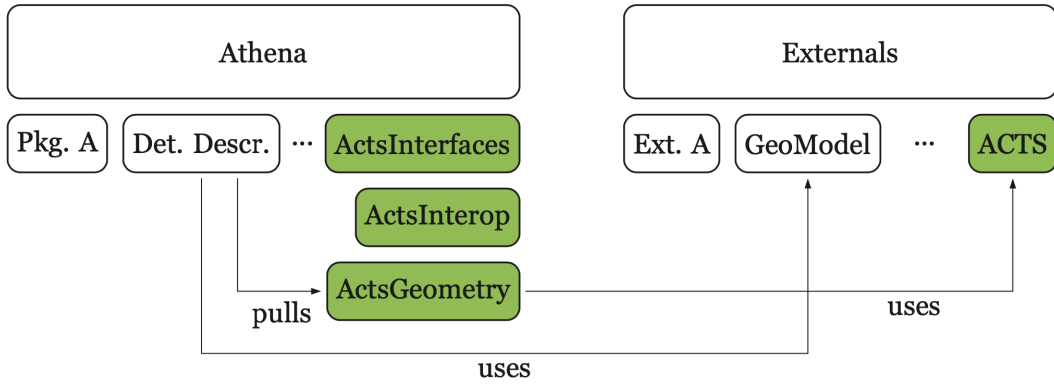 Athena
Externals
Pkg. A
Det. Descr.
...
ActsInterfaces
Ext. A
GeoModel
...
ACTS
ActsInterop
ActsGeometry
pulls
uses
uses